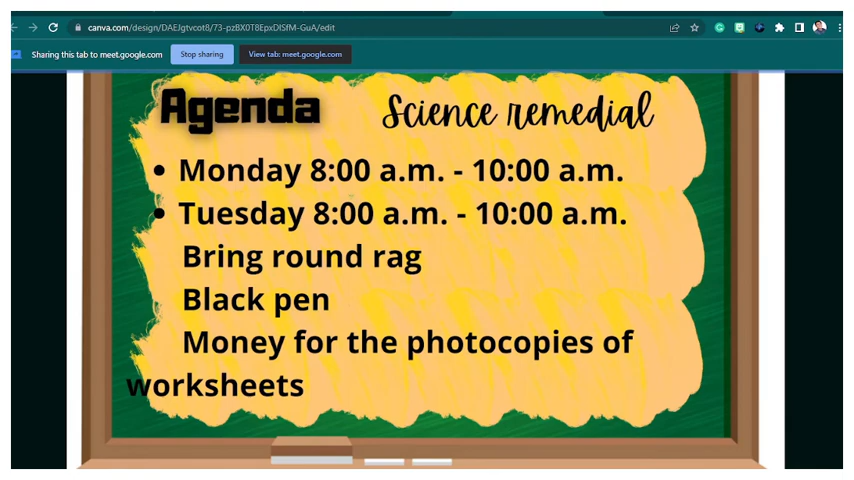 canva.com/design/DAEJgtvcot8/73-pzBX0T8EpxDISfM-GuA/edit
Sharing this tab to meet.google.com
Stop sharing
View tab: meet.google.com
Agenda
Science remedial
• Monday 8:00 a.m. - 10:00 a.m.
• Tuesday 8:00 a.m. - 10:00 a.m.
Bring round rag
Black pen
Money for the photocopies of
worksheets